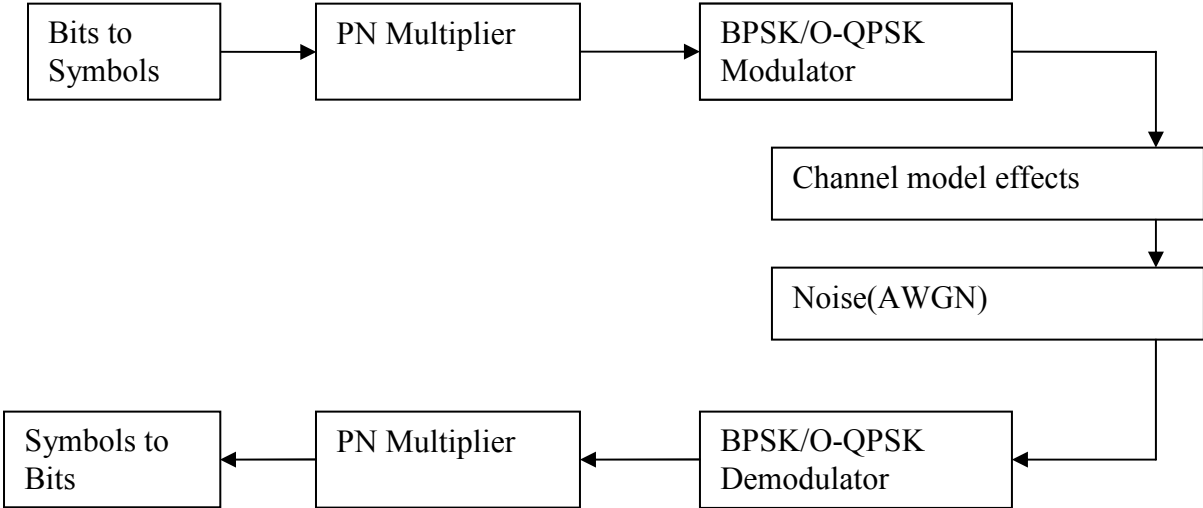 Bits to
Symbols
PN Multiplier
BPSK/O-QPSK
Modulator
Channel model effects
Noise(AWGN)
BPSK/O-QPSK
Demodulator
PN Multiplier
Symbols to
Bits